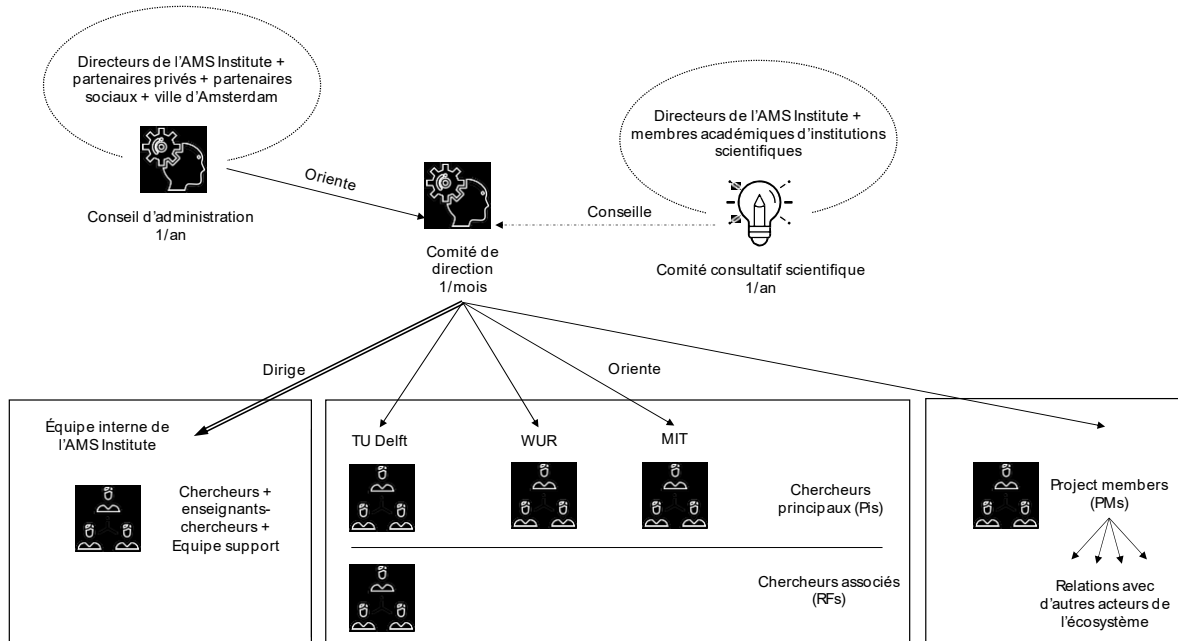 Directeurs de l'AMS Institute +
partenaires privés + partenaires
sociaux + ville d'Amsterdam
Directeurs de l'AMS Institute +
membres académiques d'institutions
scientifiques
Oriente
Conseil d'administration
1/an
Conseille
Comité de
direction
1/mois
Comité consultatif scientifique
1/an
Dirige
Oriente
Équipe interne de
l'AMS Institute
Chercheurs +
enseignants-
chercheurs +
Equipe support
TU Delft
WUR
MIT
Chercheurs
principaux (PIs)
Chercheurs associés
(RFs)
Project members
(PMs)
Relations avec
d'autres acteurs de
l'écosystème